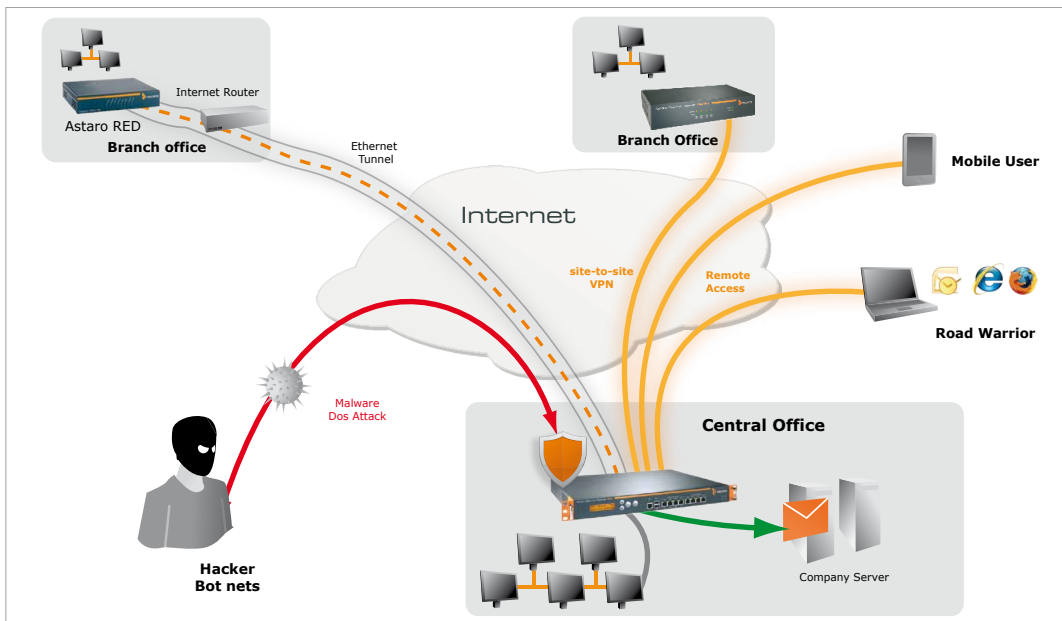 Internet Router
Astaro RED
Branch office
Ethernet
Tunnel
Branch Office
Mobile User
Internet
site-to-site
VPN
Remote
Access
Road Warrior
Malware
Dos Attack
Central Office
Hacker
Bot nets
Company Server